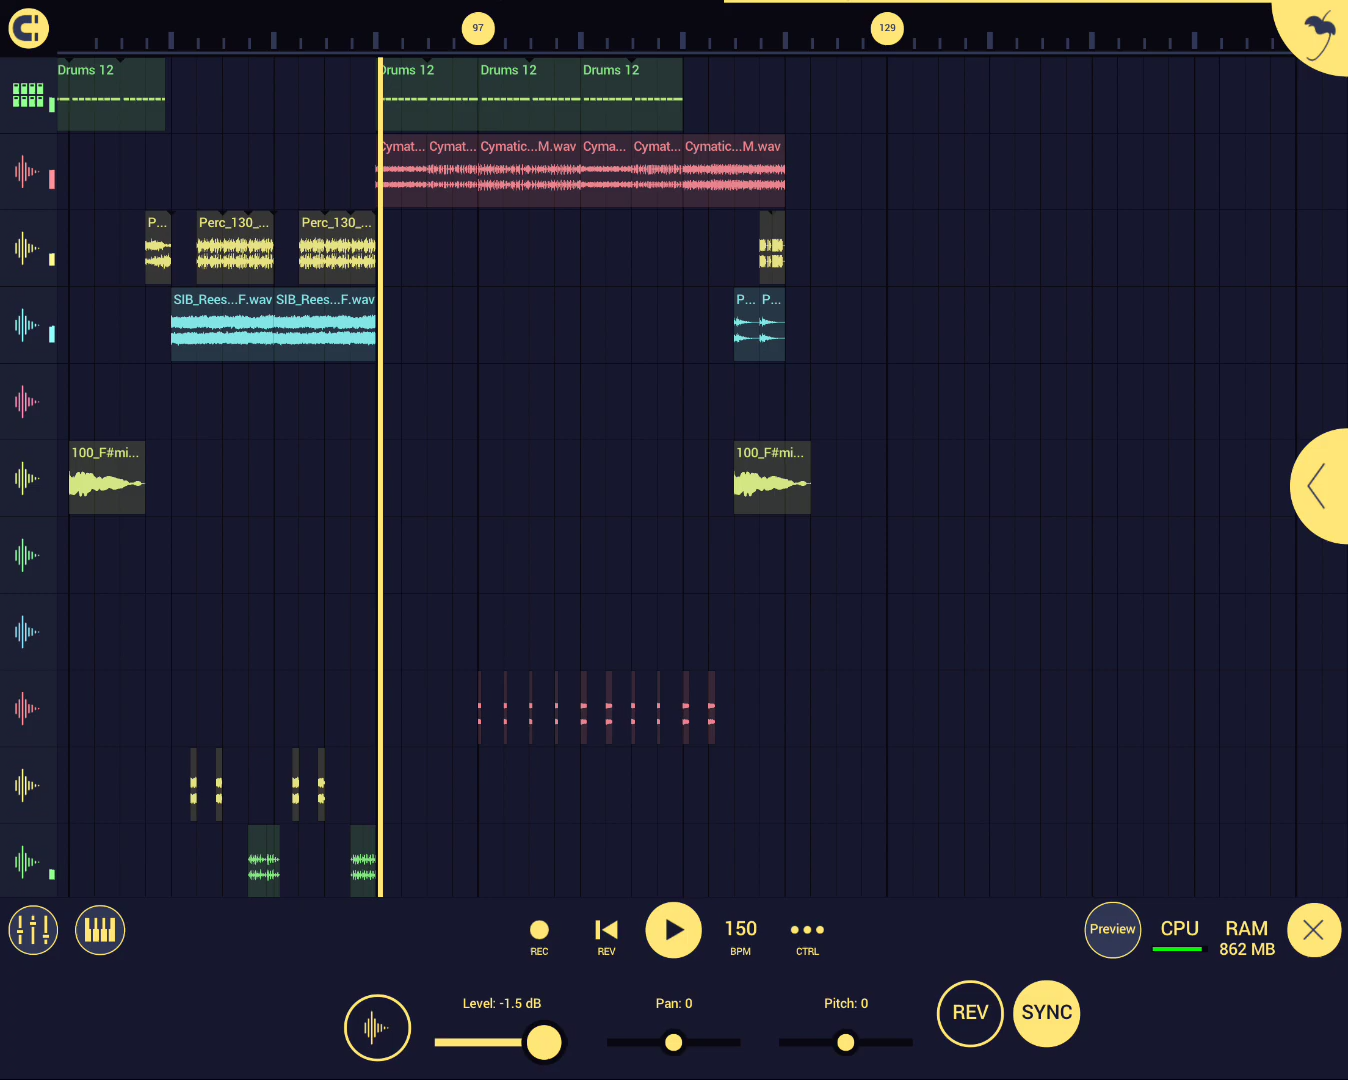 97
129
Drums 12
Drums 12
Drums 12
Drums 12
Cymat...
Cymat...
Cymatic...M.wav
Cyma...
Cymat...
Cymatic...M.wav
P...
Perc_130_...
Perc_130_...
SIB_Rees...F.wav
SIB_Rees...F.wav
P...
P...
100_F#mi...
100_F#mi...
REC
REV
150
BPM
CTRL
Preview
CPU
RAM
862 MB
Level: -1.5 dB
Pan: 0
Pitch: 0
REV
SYNC